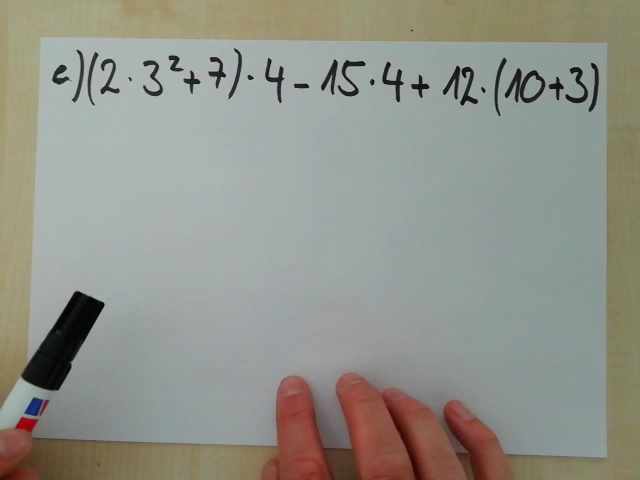 e) (2 · 3² + 7) · 4 - 15 · 4 + 12 · (10 + 3)